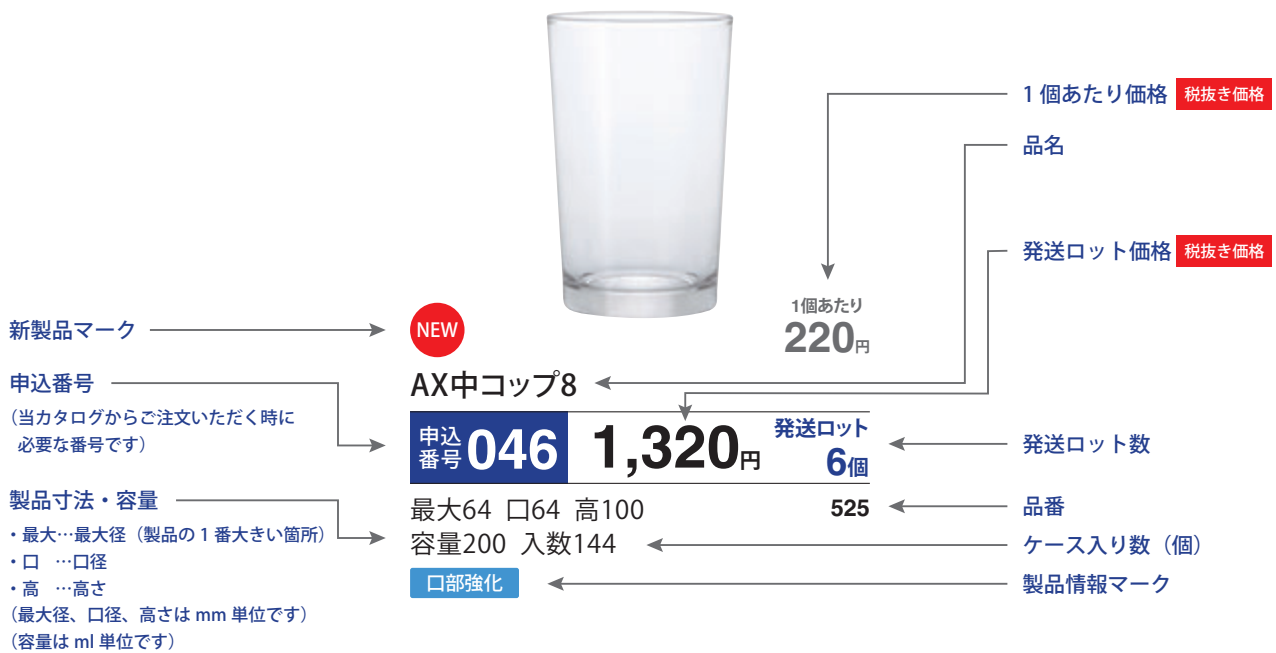 1個あたり価格 税抜き価格
品名
発送ロット価格 税抜き価格
1個あたり
220円
新製品マーク
NEW
申込番号
(当カタログからご注文いただく時に
必要な番号です)
AX中コップ8
申込
番号 046 1,320円 発送ロット
6個
発送ロット数
製品寸法・容量
・最大…最大径(製品の1番大きい箇所)
・口 …口径
・高 …高さ
(最大径、口径、高さは mm 単位です)
(容量は ml 単位です)
最大64 口64 高100
525
品番
容量200 入数144
ケース入り数(個)
口部強化
製品情報マーク